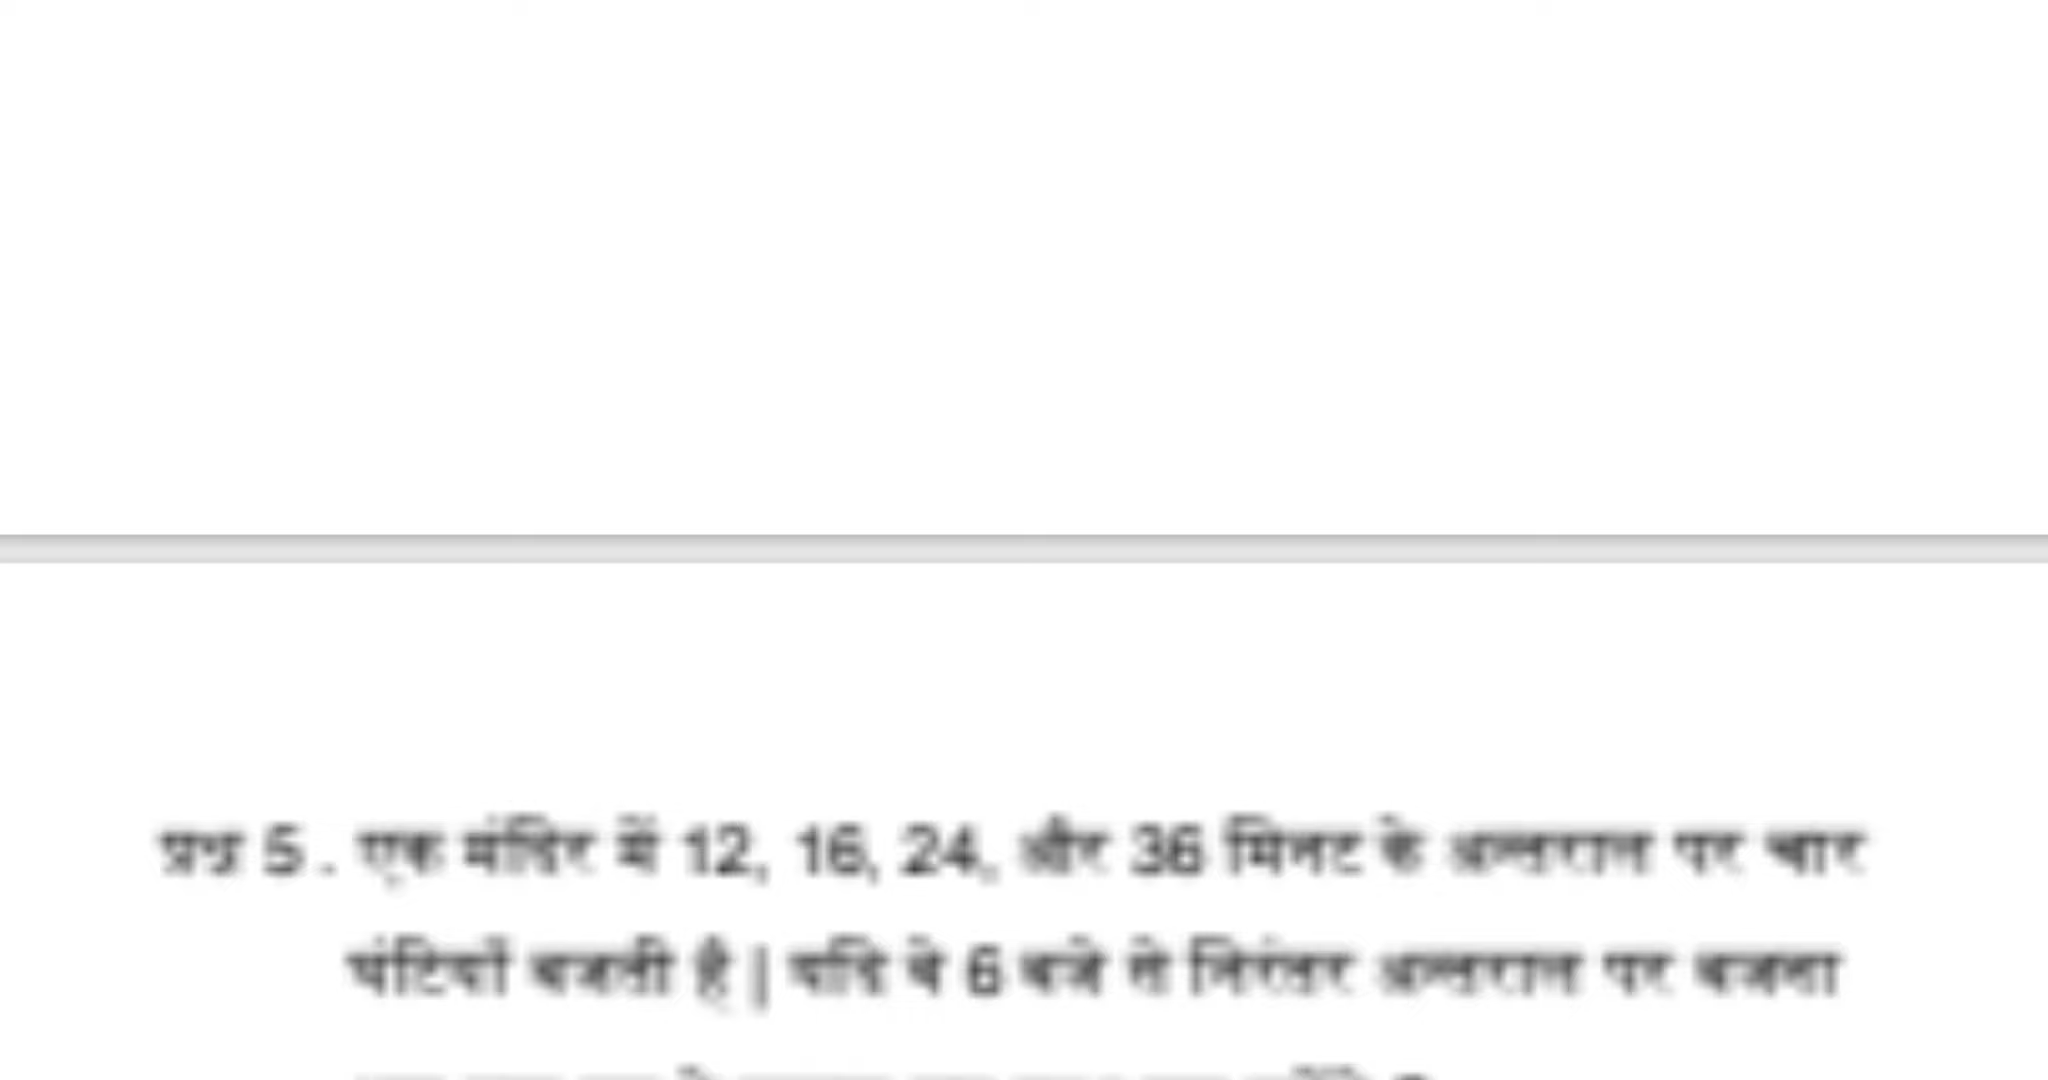 प्रश्न 5 . एक मंदिर में 12, 16, 24, और 36 मिनट के अन्तराल पर चार
घंटियाँ बजती है | यदि वे 6 बजे से निरंतर अन्तराल पर बजना